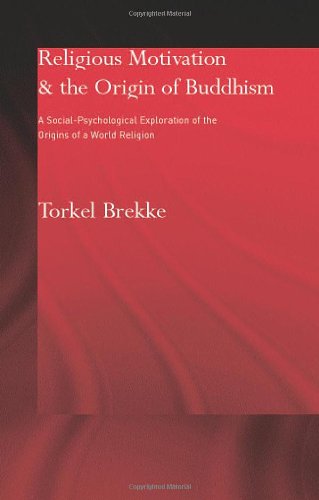 Religious Motivation
& the Origin of Buddhism
A Social-Psychological Exploration of the
Origins of a World Religion
Torkel Brekke